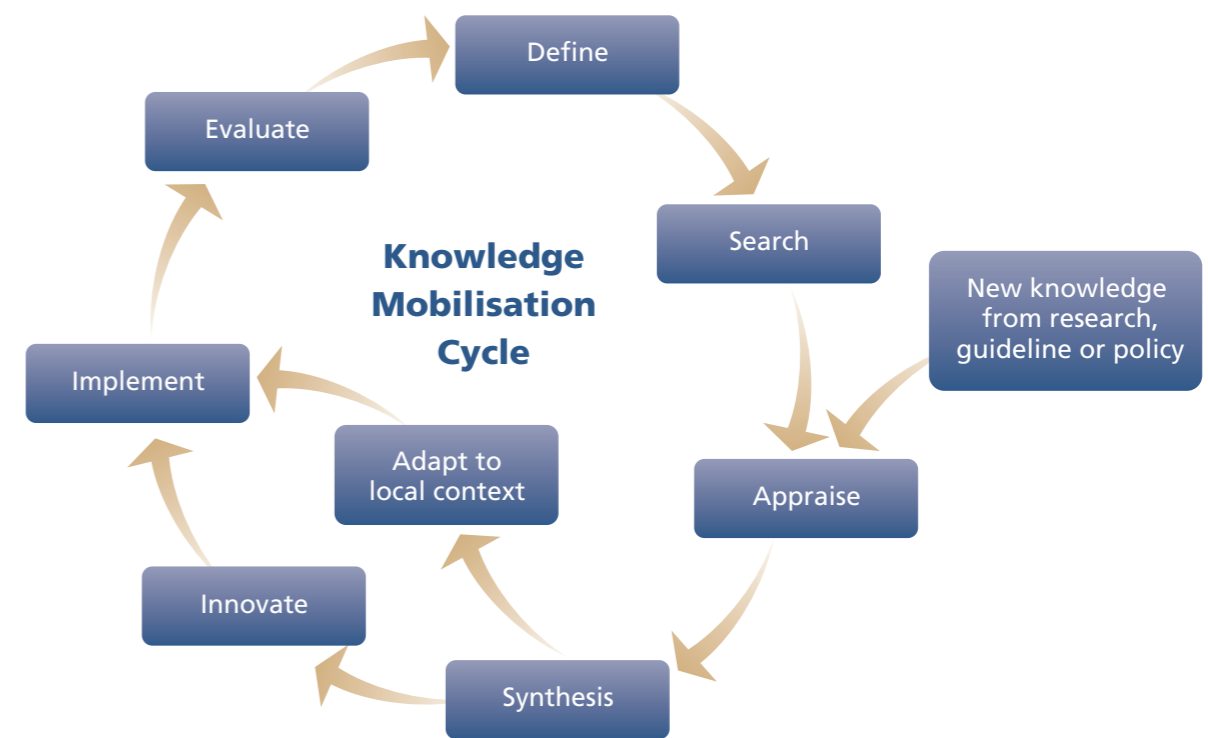 Define
Evaluate
Search
Knowledge
Mobilisation
Cycle
New knowledge
from research,
guideline or policy
Implement
Adapt to
local context
Appraise
Innovate
Synthesis